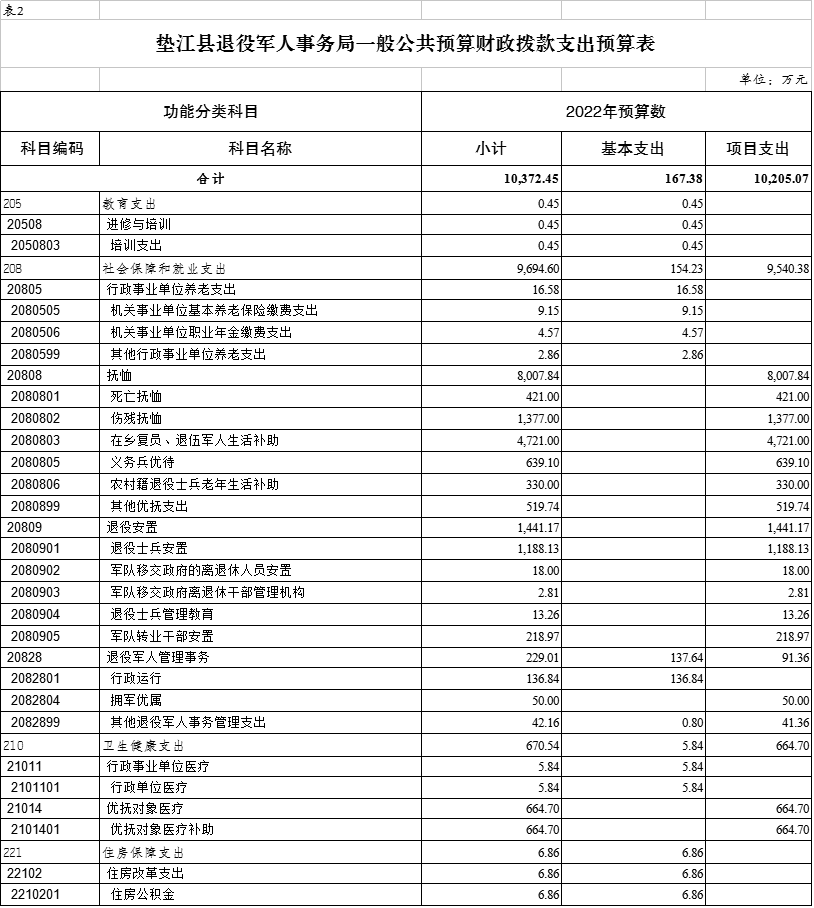 表2
垫江县退役军人事务局一般公共预算财政拨款支出预算表
单位：万元
功能分类科目 2022年预算数
科目编码 科目名称 小计 基本支出 项目支出
合计 10,372.45 167.38 10,205.07
205 教育支出 0.45 0.45
20508 进修与培训 0.45 0.45
2050803 培训支出 0.45 0.45
208 社会保障和就业支出 9,694.60 154.23 9,540.38
20805 行政事业单位养老支出 16.58 16.58
2080505 机关事业单位基本养老保险缴费支出 9.15 9.15
2080506 机关事业单位职业年金缴费支出 4.57 4.57
2080599 其他行政事业单位养老支出 2.86 2.86
20808 抚恤 8,007.84 8,007.84
2080801 死亡抚恤 421.00 421.00
2080802 伤残抚恤 1,377.00 1,377.00
2080803 在乡复员、退伍军人生活补助 4,721.00 4,721.00
2080805 义务兵优待 639.10 639.10
2080806 农村籍退役士兵老年生活补助 330.00 330.00
2080899 其他优抚支出 519.74 519.74
20809 退役安置 1,441.17 1,441.17
2080901 退役士兵安置 1,188.13 1,188.13
2080902 军队移交政府的离退休人员安置 18.00 18.00
2080903 军队移交政府离退休干部管理机构 2.81 2.81
2080904 退役士兵管理教育 13.26 13.26
2080905 军队转业干部安置 218.97 218.97
20828 退役军人管理事务 229.01 137.64 91.36
2082801 行政运行 136.84 136.84
2082804 拥军优属 50.00 50.00
2082899 其他退役军人事务管理支出 42.16 0.80 41.36
210 卫生健康支出 670.54 5.84 664.70
21011 行政事业单位医疗 5.84 5.84
2101101 行政单位医疗 5.84 5.84
21014 优抚对象医疗 664.70 664.70
2101401 优抚对象医疗补助 664.70 664.70
221 住房保障支出 6.86 6.86
22102 住房改革支出 6.86 6.86
2210201 住房公积金 6.86 6.86